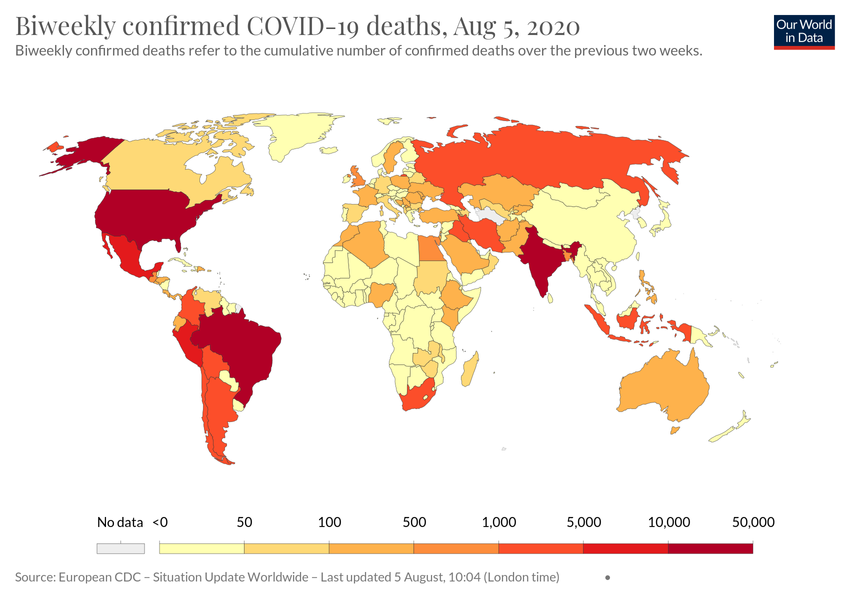 Biweekly confirmed COVID-19 deaths, Aug 5, 2020
Biweekly confirmed deaths refer to the cumulative number of confirmed deaths over the previous two weeks.
Our World
in Data
No data <0 50 100 500 1,000 5,000 10,000 50,000
Source: European CDC – Situation Update Worldwide – Last updated 5 August, 10:04 (London time) •